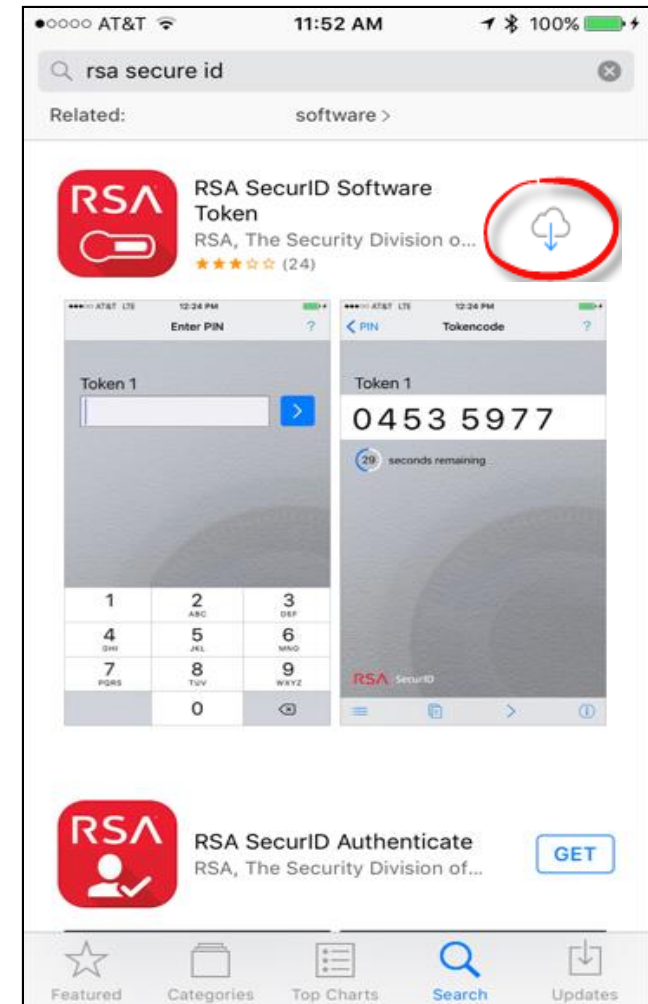 AT&T 11:52 AM 100%
rsa secure id
Related: software >
RSA
RSA SecurID Software
Token
RSA, The Security Division o...
(24)
AT&T LTE 12:24 PM
Enter PIN ?
Token 1
>
1 2 3
ABC DEF
4 5 6
GHI JKL MNO
7 8 9
PQRS TUV WXYZ
0
AT&T LTE 12:24 PM
< PIN Tokencode ?
Token 1
0453 5977
29 seconds remaining
RSA SecurID
RSA
RSA SecurID Authenticate
RSA, The Security Division of...
GET
Featured Categories Top Charts Search Updates